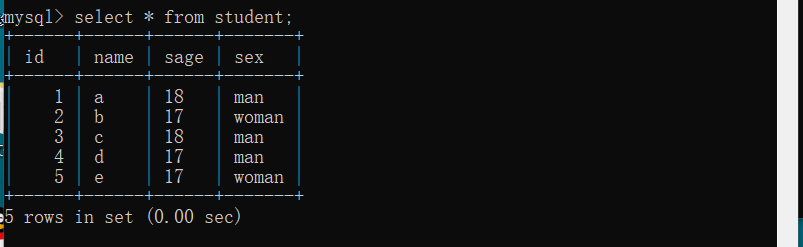 mysql> select * from student;
+------+------+------+-------+
| id   | name | sage | sex   |
+------+------+------+-------+
|    1 | a    | 18   | man   |
|    2 | b    | 17   | woman |
|    3 | c    | 18   | man   |
|    4 | d    | 17   | man   |
|    5 | e    | 17   | woman |
+------+------+------+-------+
5 rows in set (0.00 sec)